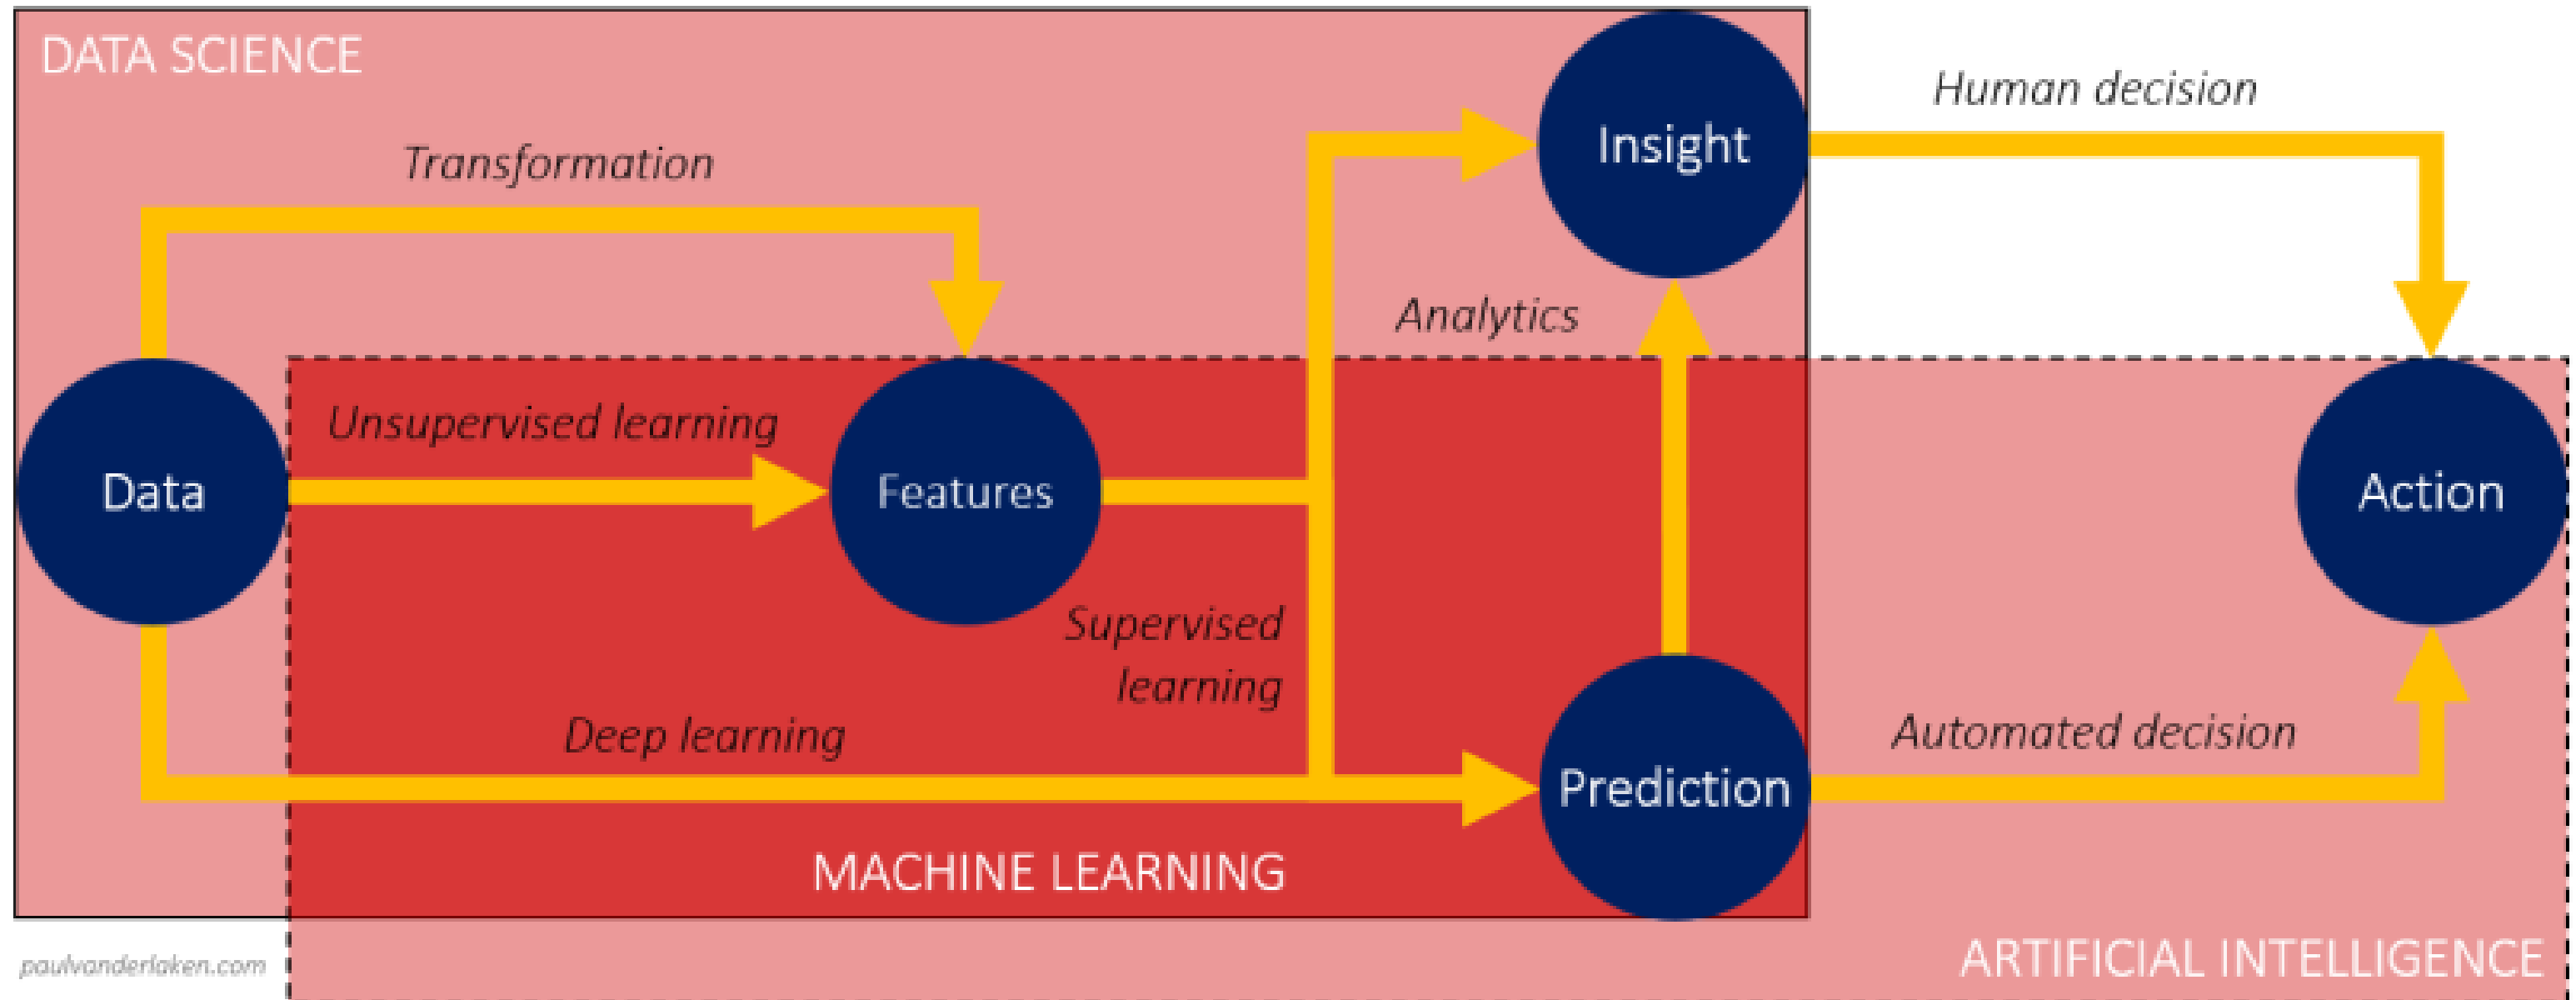 DATA SCIENCE
Transformation
Insight
Human decision
Analytics
Unsupervised learning
Data
Features
Action
Supervised
learning
Deep learning
Prediction
Automated decision
MACHINE LEARNING
paulvanderlaken.com
ARTIFICIAL INTELLIGENCE